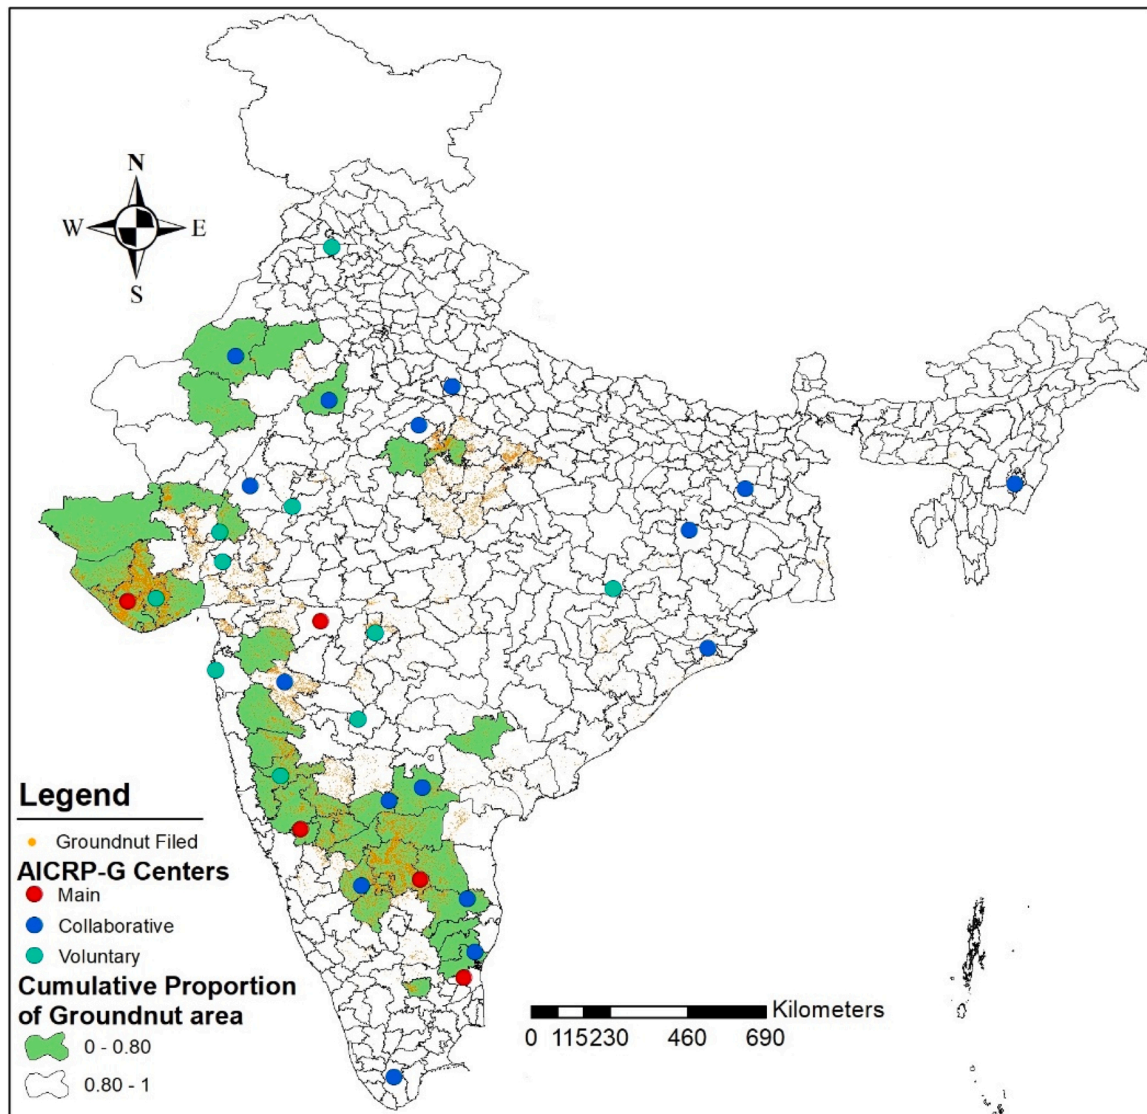 N
W E
S
Legend
Groundnut Filed
AICRP-G Centers
Main
Collaborative
Voluntary
Cumulative Proportion
of Groundnut area
0 - 0.80
0.80 - 1
Kilometers
0 115230 460 690